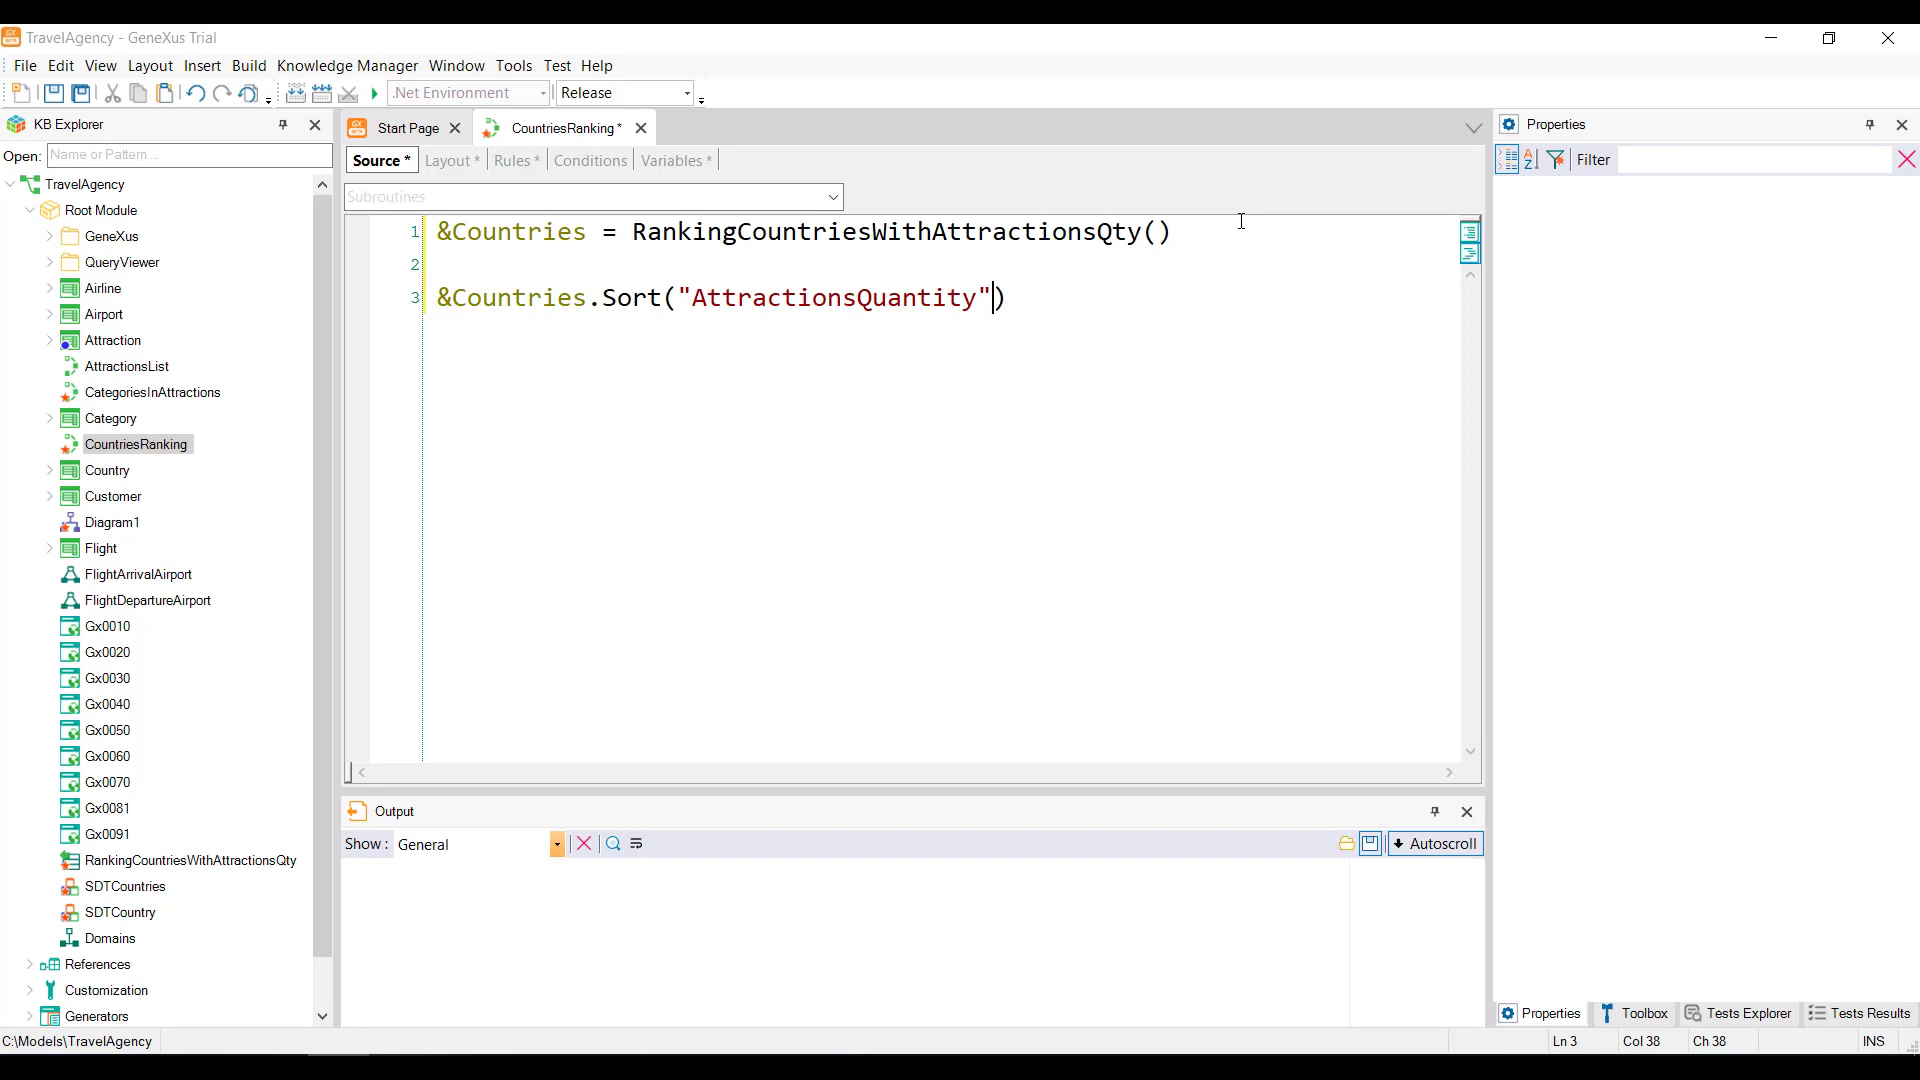 TravelAgency - GeneXus Trial
File Edit View Layout Insert Build Knowledge Manager Window Tools Test Help
.Net Environment Release
KB Explorer
Open: Name or Pattern ...
TravelAgency
Root Module
GeneXus
QueryViewer
Airline
Airport
Attraction
AttractionsList
CategoriesInAttractions
Category
CountriesRanking
Country
Customer
Diagram1
Flight
FlightArrivalAirport
FlightDepartureAirport
Gx0010
Gx0020
Gx0030
Gx0040
Gx0050
Gx0060
Gx0070
Gx0081
Gx0091
RankingCountriesWithAttractionsQty
SDTCountries
SDTCountry
Domains
References
Customization
Generators
Start Page CountriesRanking *
Source * Layout * Rules * Conditions Variables *
Subroutines
1 &Countries = RankingCountriesWithAttractionsQty()
2
3 &Countries.Sort("AttractionsQuantity")
Output
Show : General Autoscroll
Properties
Filter
Properties Toolbox Tests Explorer Tests Results
C:\Models\TravelAgency Ln 3 Col 38 Ch 38 INS